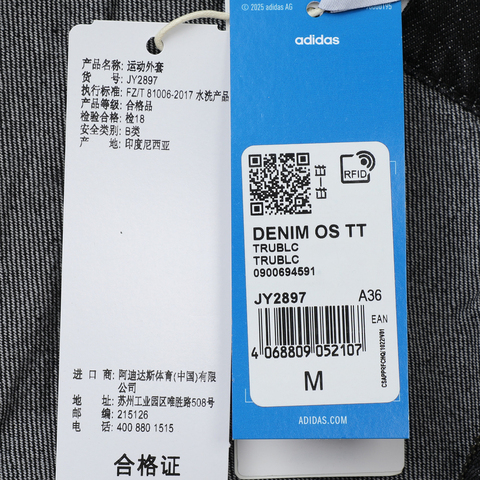 产品名称: 运动外套
货 号: JY2897
执行标准: FZ/T 81006-2017 水洗产品
产品等级: 合格品
检验合格: 检18
安全类别: B类
产 地: 印度尼西亚
进 口 商: 阿迪达斯体育(中国)有限
公司
地 址: 苏州工业园区唯胜路508号
邮 编: 215126
电 话: 400 880 1515
合格证
© 2025 adidas AG
adidas
RFID
DENIM OS TT
TRUBLC
TRUBLC
0900694591
JY2897 A36
EAN
4 068809 052107
M
ADIDAS.COM